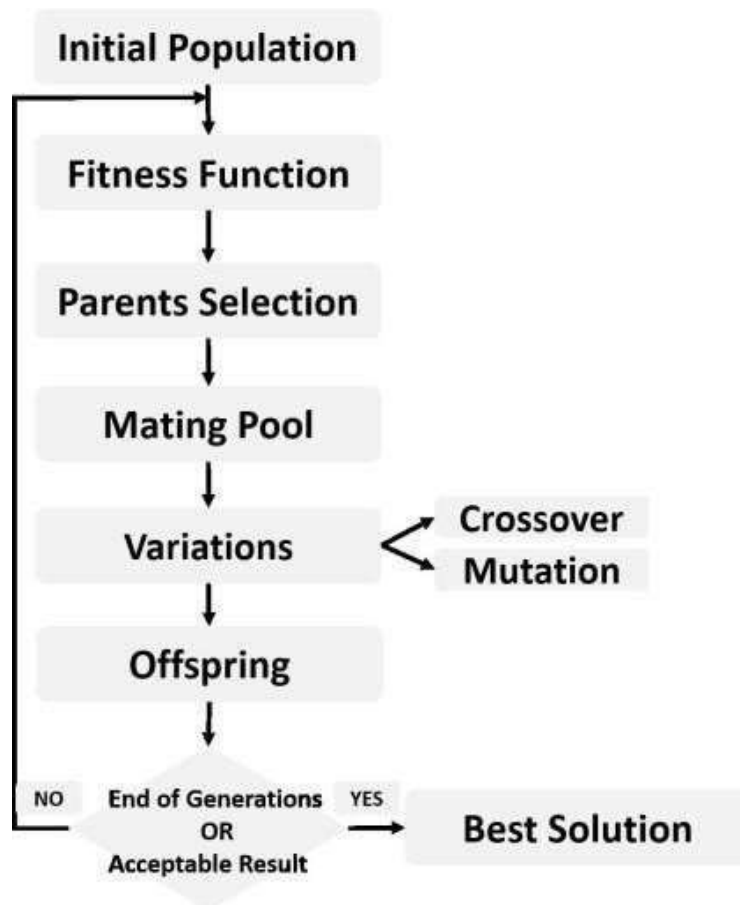 Initial Population
Fitness Function
Parents Selection
Mating Pool
Variations
Crossover
Mutation
Offspring
NO
End of Generations
OR
Acceptable Result
YES
Best Solution